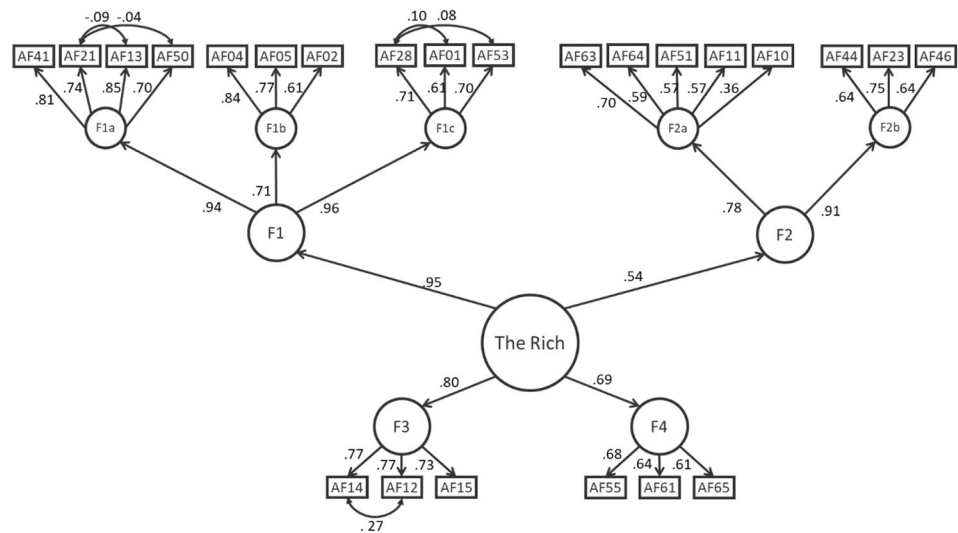 -.09 -.04 .10 .08
AF41 AF21 AF13 AF50 AF04 AF05 AF02 AF28 AF01 AF53 AF63 AF64 AF51 AF11 AF10 AF44 AF23 AF46
.81 .74 .85 .70 .84 .77 .61 .71 .61 .70 .70 .59 .57 .57 .36 .64 .75 .64
F1a F1b F1c F2a F2b
.94 .71 .96 .78 .91
F1 F2
.95 .54
The Rich
.80 .69
F3 F4
.77 .77 .73 .68 .64 .61
AF14 AF12 AF15 AF55 AF61 AF65
. 27